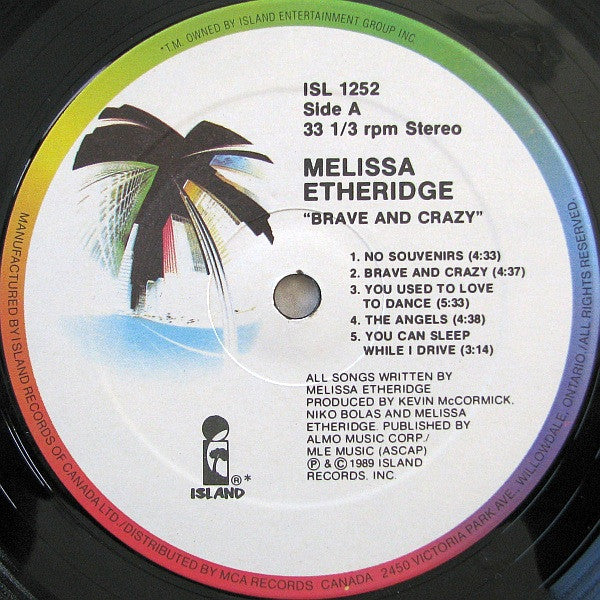 *T.M. OWNED BY ISLAND ENTERTAINMENT GROUP INC
ISL 1252
Side A
33 1/3 rpm Stereo
MELISSA
ETHERIDGE
"BRAVE AND CRAZY"
1. NO SOUVENIRS (4:33)
2. BRAVE AND CRAZY (4:37)
3. YOU USED TO LOVE
TO DANCE (5:33)
4. THE ANGELS (4:38)
5. YOU CAN SLEEP
WHILE I DRIVE (3:14)
ALL SONGS WRITTEN BY
MELISSA ETHERIDGE
PRODUCED BY KEVIN McCORMICK,
NIKO BOLAS AND MELISSA
ETHERIDGE. PUBLISHED BY
ALMO MUSIC CORP./
MLE MUSIC (ASCAP)
℗ & © 1989 ISLAND
RECORDS, INC.
i
ISLAND ®*
MANUFACTURED BY ISLAND RECORDS OF CANADA LTD./DISTRIBUTED BY MCA RECORDS CANADA 2450 VICTORIA PARK AVE., WILLOWDALE, ONTARIO./ALL RIGHTS RESERVED.